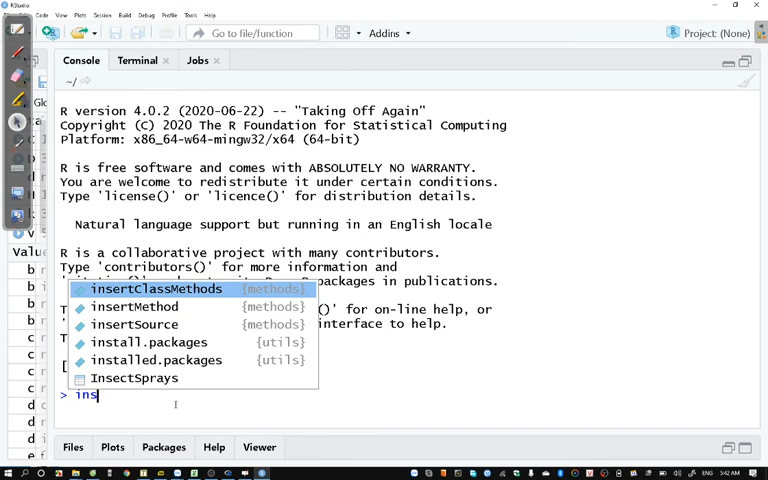 RStudio
View Plots Session Build Debug Profile Tools Help
Go to file/function
Addins
Project: (None)
Console Terminal Jobs
~/
R version 4.0.2 (2020-06-22) -- "Taking Off Again"
Copyright (C) 2020 The R Foundation for Statistical Computing
Platform: x86_64-w64-mingw32/x64 (64-bit)
R is free software and comes with ABSOLUTELY NO WARRANTY.
You are welcome to redistribute it under certain conditions.
Type 'license()' or 'licence()' for distribution details.
Natural language support but running in an English locale
R is a collaborative project with many contributors.
Type 'contributors()' for more information and
packages in publications.
insertClassMethods {methods}
insertMethod {methods}
()' for on-line help, or
insertSource {methods}
interface to help.
install.packages {utils}
installed.packages {utils}
InsectSprays
> ins
Files Plots Packages Help Viewer
ENG 5:42 AM